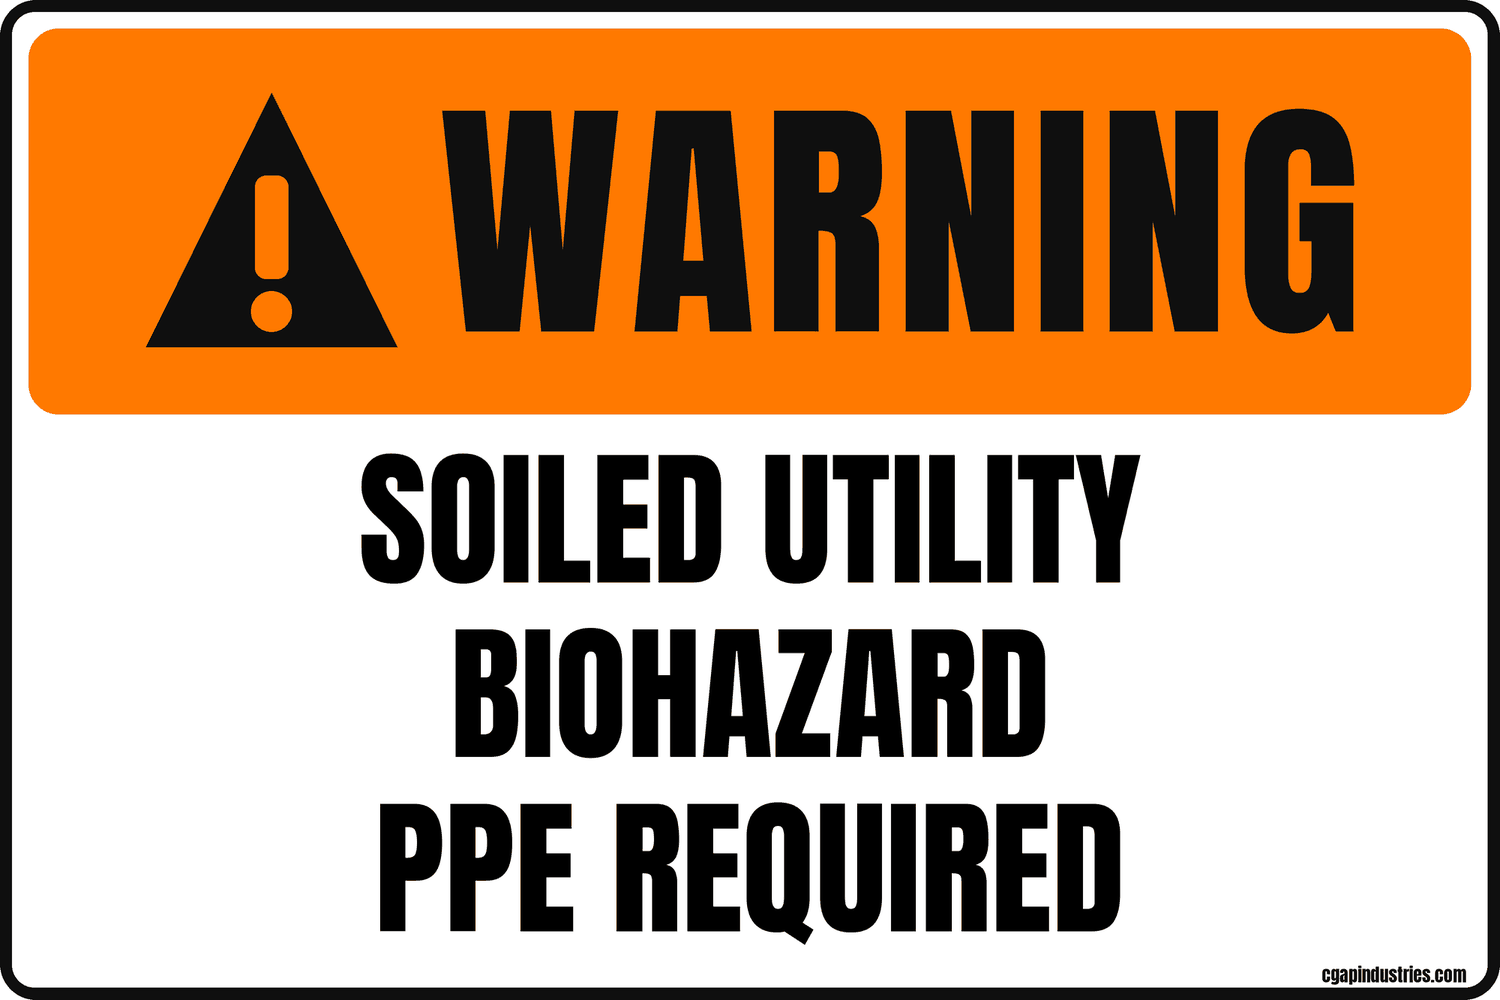 WARNING
SOILED UTILITY
BIOHAZARD
PPE REQUIRED
cgapindustries.com